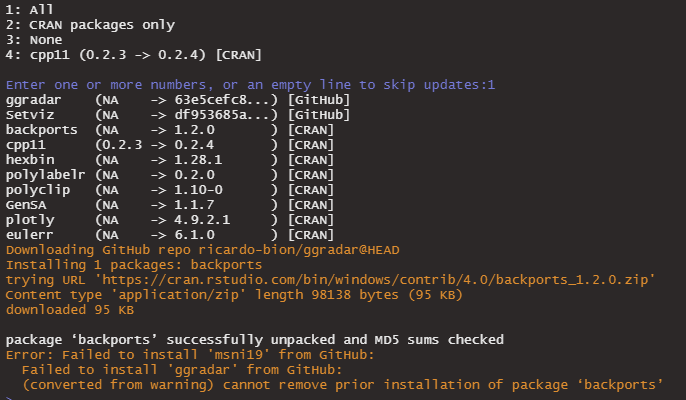 1: All
2: CRAN packages only
3: None
4: cpp11 (0.2.3 -> 0.2.4) [CRAN]
Enter one or more numbers, or an empty line to skip updates:1
ggradar    (NA    -> 63e5cefc8...) [GitHub]
Setviz     (NA    -> df953685a...) [GitHub]
backports  (NA    -> 1.2.0       ) [CRAN]
cpp11      (0.2.3 -> 0.2.4       ) [CRAN]
hexbin     (NA    -> 1.28.1      ) [CRAN]
polylabelr (NA    -> 0.2.0       ) [CRAN]
polyclip   (NA    -> 1.10-0      ) [CRAN]
GenSA      (NA    -> 1.1.7       ) [CRAN]
plotly     (NA    -> 4.9.2.1     ) [CRAN]
eulerr     (NA    -> 6.1.0       ) [CRAN]
Downloading GitHub repo ricardo-bion/ggradar@HEAD
Installing 1 packages: backports
trying URL 'https://cran.rstudio.com/bin/windows/contrib/4.0/backports_1.2.0.zip'
Content type 'application/zip' length 98138 bytes (95 KB)
downloaded 95 KB
package ‘backports’ successfully unpacked and MD5 sums checked
Error: Failed to install 'msni19' from GitHub:
  Failed to install 'ggradar' from GitHub:
  (converted from warning) cannot remove prior installation of package ‘backports’
>